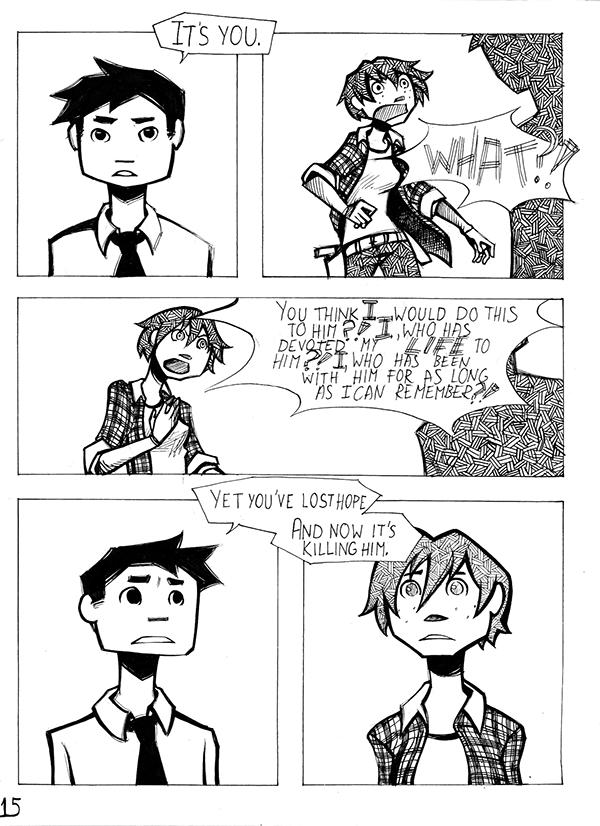 IT'S YOU.
WHAT?!
YOU THINK I, WOULD DO THIS
TO HIM?! I, WHO HAS
DEVOTED MY LIFE TO
HIM?! I, WHO HAS BEEN
WITH HIM FOR AS LONG
AS I CAN REMEMBER?!
YET YOU'VE LOST HOPE
AND NOW IT'S
KILLING HIM.
15